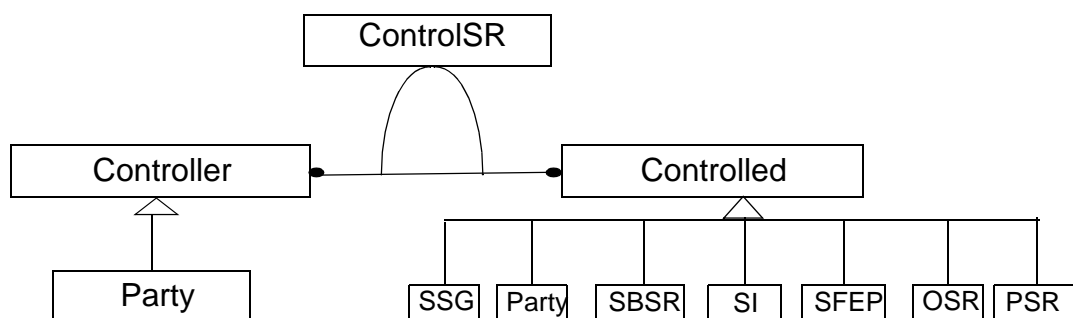 ControlSR
Controller
Controlled
Party
SSG Party SBSR SI SFEP OSR PSR